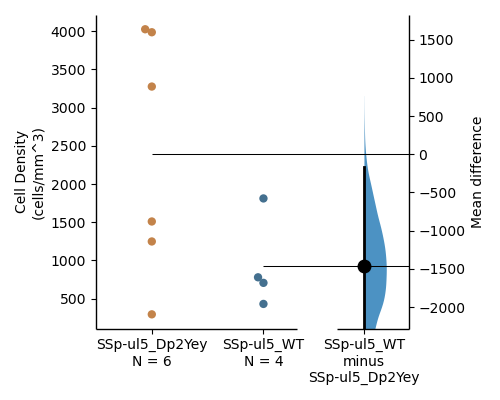 4000
3500
3000
2500
2000
1500
1000
500
Cell Density
(cells/mm^3)
1500
1000
500
0
−500
−1000
−1500
−2000
Mean difference
SSp-ul5_Dp2Yey
N = 6
SSp-ul5_WT
N = 4
SSp-ul5_WT
minus
SSp-ul5_Dp2Yey